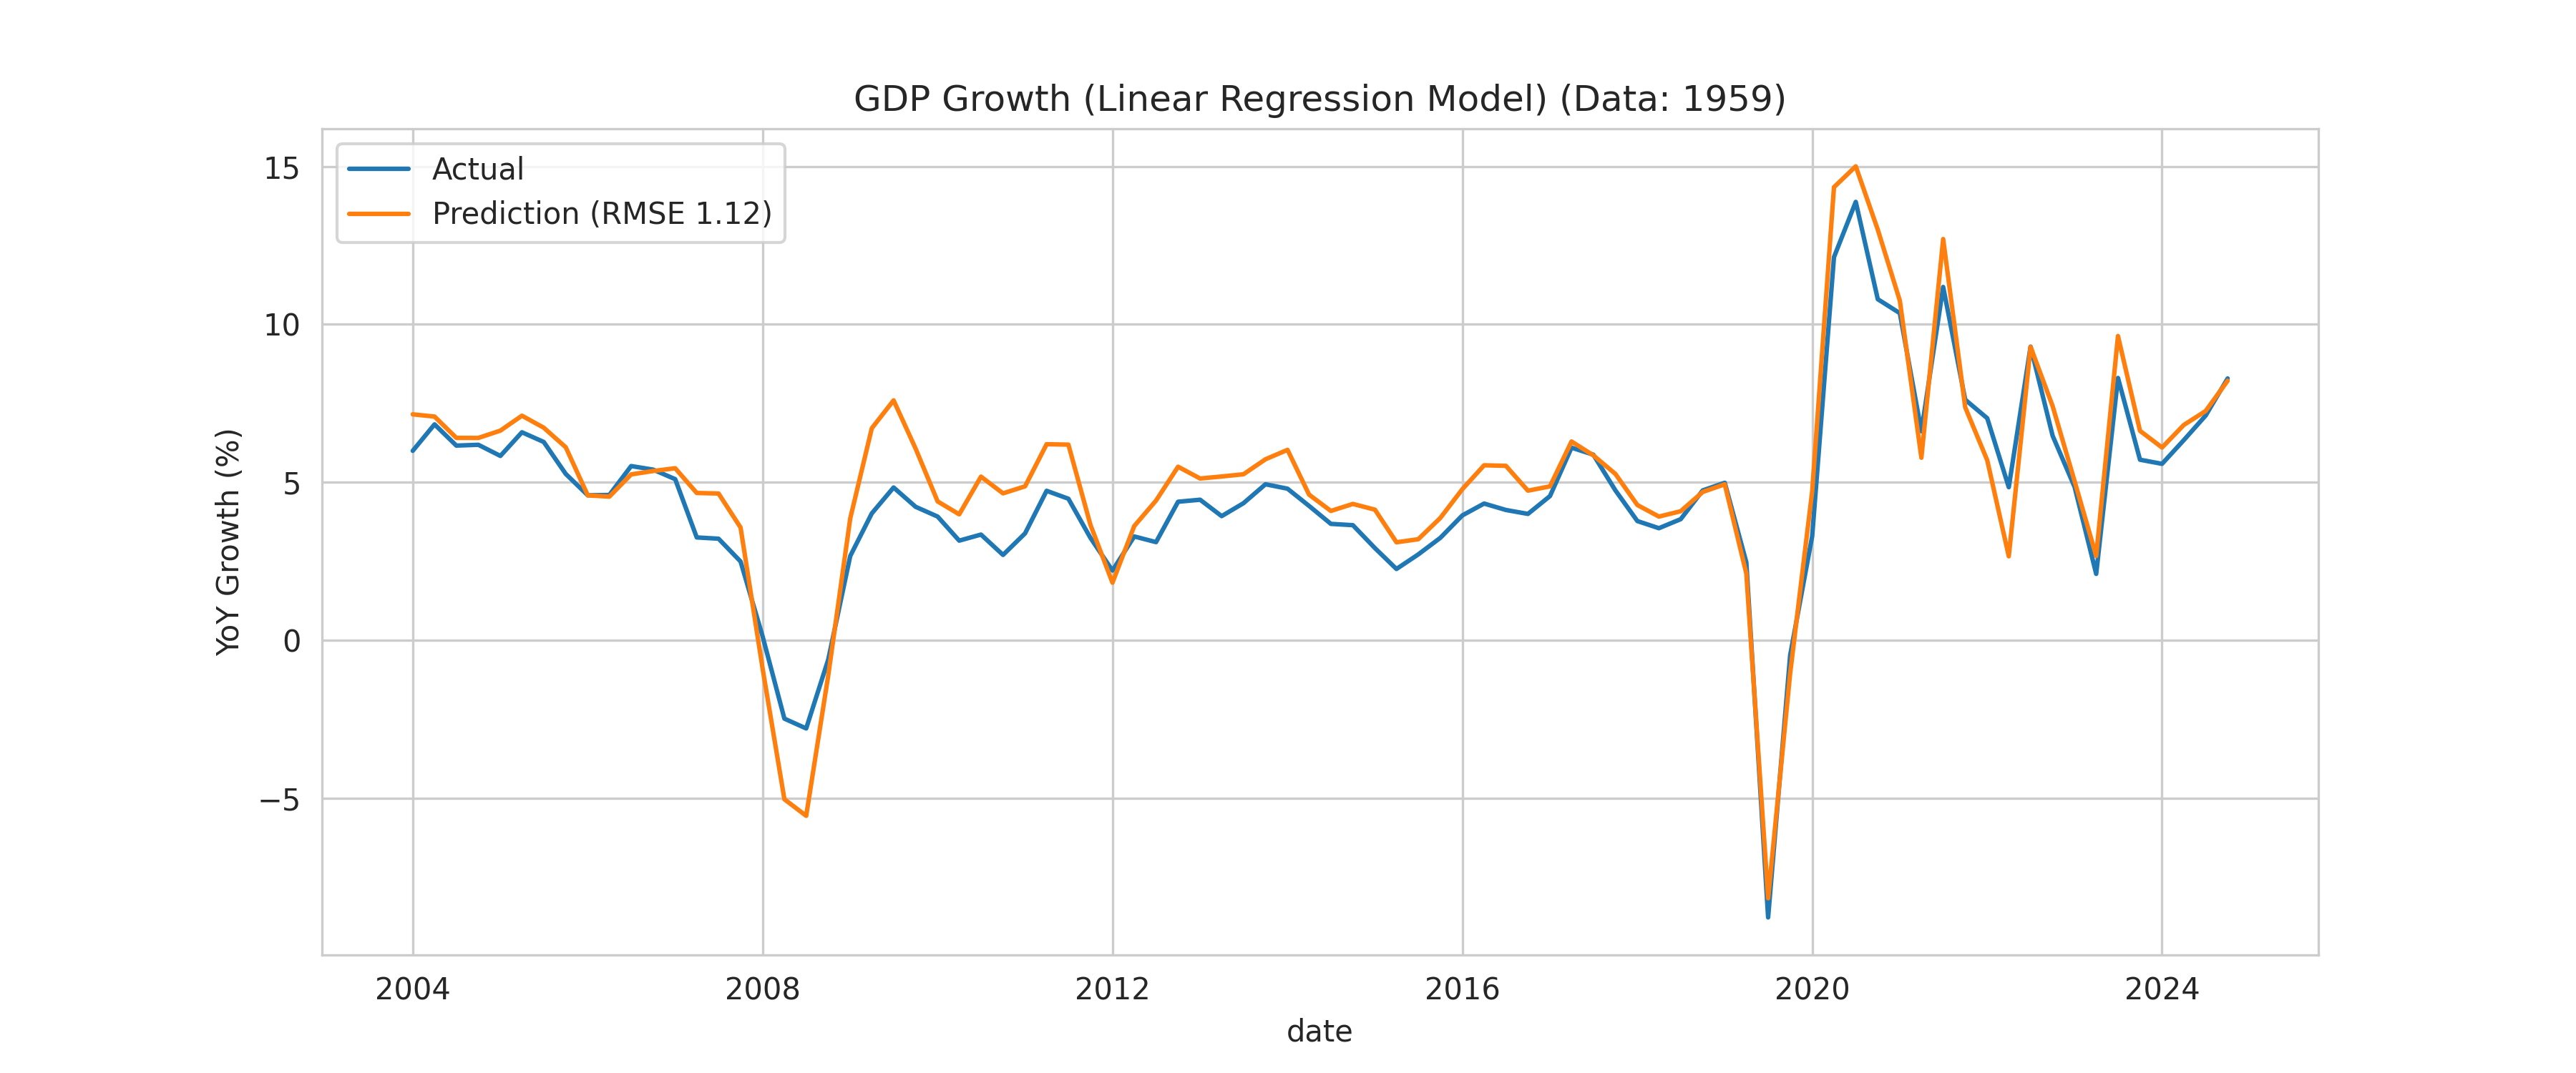 GDP Growth (Linear Regression Model) (Data: 1959)
Actual
Prediction (RMSE 1.12)
YoY Growth (%)
15
10
5
0
−5
2004 2008 2012 2016 2020 2024
date